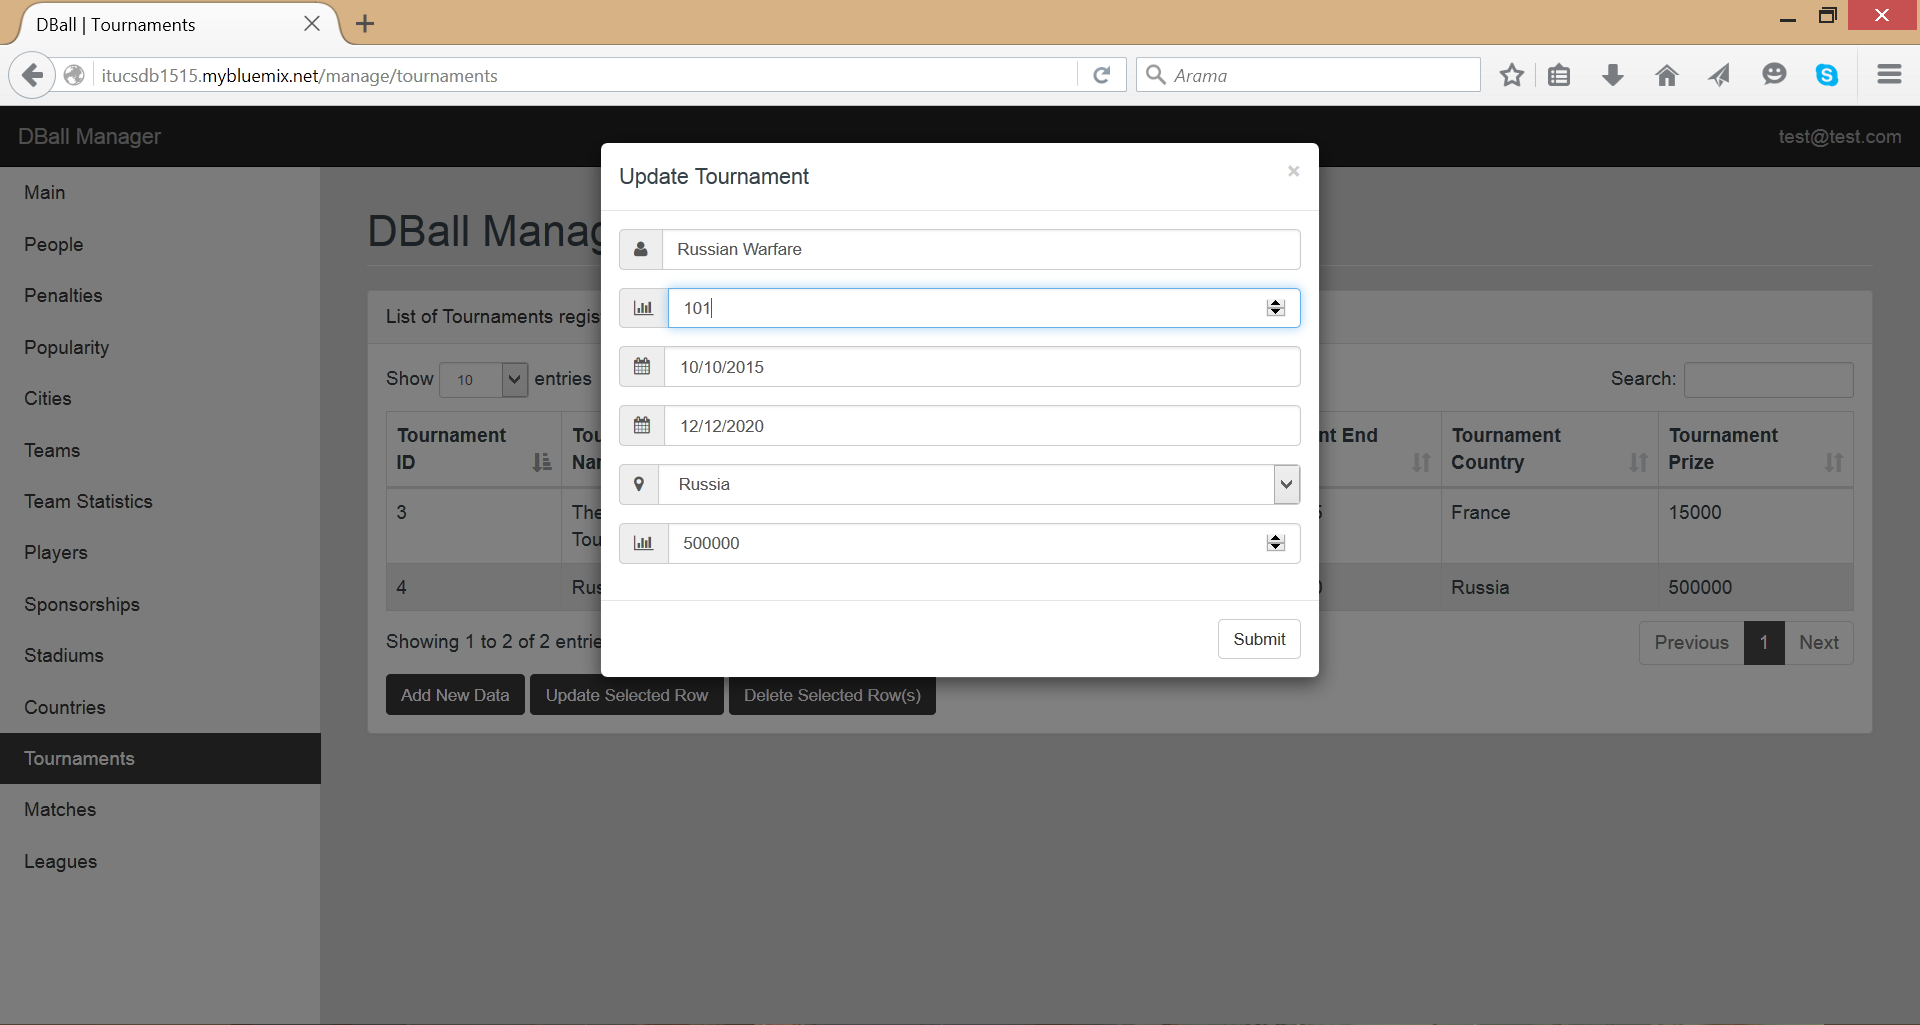 DBall | Tournaments
itucsdb1515.mybluemix.net/manage/tournaments
Arama
DBall Manager
test@test.com
Main
People
Penalties
Popularity
Cities
Teams
Team Statistics
Players
Sponsorships
Stadiums
Countries
Tournaments
Matches
Leagues
DBall Manag
List of Tournaments regis
Show 10 entries
Search:
Tournament ID
Tou
Nar
nt End
Tournament Country
Tournament Prize
3
The
Tou
France
15000
4
Rus
Russia
500000
Showing 1 to 2 of 2 entrie
Previous 1 Next
Add New Data
Update Selected Row
Delete Selected Row(s)
Update Tournament
×
Russian Warfare
101
10/10/2015
12/12/2020
Russia
500000
Submit